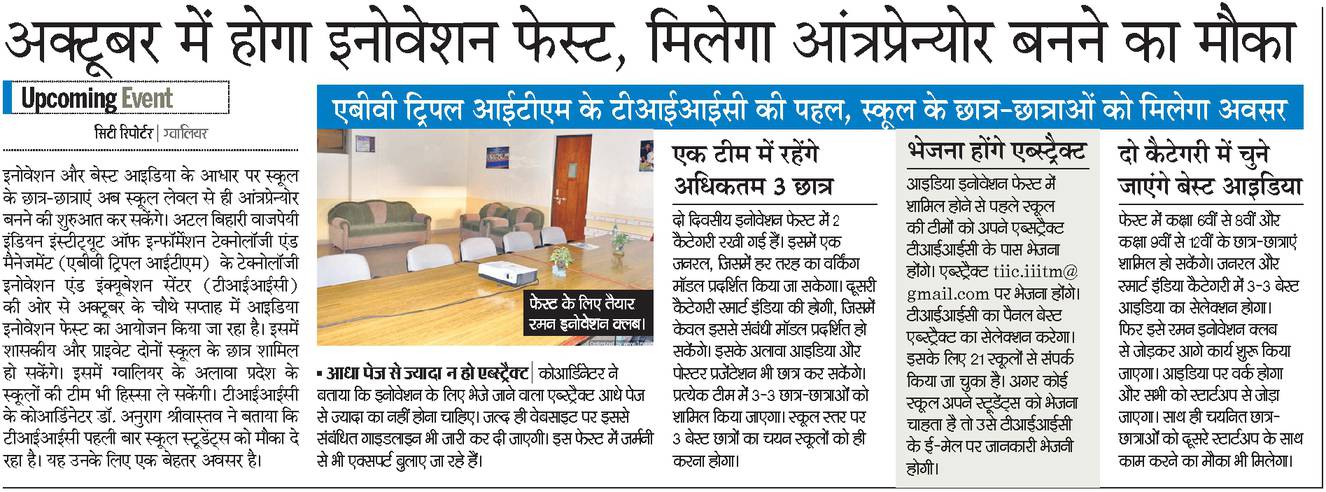 अक्टूबर में होगा इनोवेशन फेस्ट, मिलेगा आंत्रप्रेन्योर बनने का मौका
Upcoming Event
सिटी रिपोर्टर | ग्वालियर
इनोवेशन और बेस्ट आइडिया के आधार पर स्कूल
के छात्र-छात्राएं अब स्कूल लेवल से ही आंत्रप्रेन्योर
बनने की शुरुआत कर सकेंगे। अटल बिहारी वाजपेयी
इंडियन इंस्टीट्यूट ऑफ इन्फॉर्मेशन टेक्नोलॉजी एंड
मैनेजमेंट (एबीवी ट्रिपल आईटीएम) के टेक्नोलॉजी
इनोवेशन एंड इंक्यूबेशन सेंटर (टीआईआईसी)
की ओर से अक्टूबर के चौथे सप्ताह में आइडिया
इनोवेशन फेस्ट का आयोजन किया जा रहा है। इसमें
शासकीय और प्राइवेट दोनों स्कूल के छात्र शामिल
हो सकेंगे। इसमें ग्वालियर के अलावा प्रदेश के
स्कूलों की टीम भी हिस्सा ले सकेंगी। टीआईआईसी
के कोआर्डिनेटर डॉ. अनुराग श्रीवास्तव ने बताया कि
टीआईआईसी पहली बार स्कूल स्टूडेंट्स को मौका दे
रहा है। यह उनके लिए एक बेहतर अवसर है।
एबीवी ट्रिपल आईटीएम के टीआईआईसी की पहल, स्कूल के छात्र-छात्राओं को मिलेगा अवसर
फेस्ट के लिए तैयार
रमन इनोवेशन क्लब।
आधा पेज से ज्यादा न हो एब्स्ट्रैक्ट | कोआर्डिनेटर ने
बताया कि इनोवेशन के लिए भेजे जाने वाला एब्स्ट्रैक्ट आधे पेज
से ज्यादा का नहीं होना चाहिए। जल्द ही वेबसाइट पर इससे
संबंधित गाइडलाइन भी जारी कर दी जाएगी। इस फेस्ट में जर्मनी
से भी एक्सपर्ट बुलाए जा रहे हैं।
एक टीम में रहेंगे
अधिकतम 3 छात्र
दो दिवसीय इनोवेशन फेस्ट में 2
कैटेगरी रखी गई हैं। इसमें एक
जनरल, जिसमें हर तरह का वर्किंग
मॉडल प्रदर्शित किया जा सकेगा। दूसरी
कैटेगरी स्मार्ट इंडिया की होगी, जिसमें
केवल इससे संबंधी मॉडल प्रदर्शित हो
सकेंगे। इसके अलावा आइडिया और
पोस्टर प्रजेंटेशन भी छात्र कर सकेंगे।
प्रत्येक टीम में 3-3 छात्र-छात्राओं को
शामिल किया जाएगा। स्कूल स्तर पर
3 बेस्ट छात्रों का चयन स्कूलों को ही
करना होगा।
भेजना होंगे एब्स्ट्रैक्ट
आइडिया इनोवेशन फेस्ट में
शामिल होने से पहले स्कूल
की टीमों को अपने एब्सट्रैक्ट
टीआईआईसी के पास भेजना
होंगे। एब्स्ट्रैक्ट tiic.iiitm@
gmail.com पर भेजना होंगे।
टीआईआईसी का पैनल बेस्ट
एब्स्ट्रैक्ट का सेलेक्शन करेगा।
इसके लिए 21 स्कूलों से संपर्क
किया जा चुका है। अगर कोई
स्कूल अपने स्टूडेंट्स को भेजना
चाहता है तो उसे टीआईआईसी
के ई-मेल पर जानकारी भेजनी
होगी।
दो कैटेगरी में चुने
जाएंगे बेस्ट आइडिया
फेस्ट में कक्षा 6वीं से 8वीं और
कक्षा 9वीं से 12वीं के छात्र-छात्राएं
शामिल हो सकेंगे। जनरल और
स्मार्ट इंडिया कैटेगरी में 3-3 बेस्ट
आइडिया का सेलेक्शन होगा।
फिर इसे रमन इनोवेशन क्लब
से जोड़कर आगे कार्य शुरू किया
जाएगा। आइडिया पर वर्क होगा
और सभी को स्टार्टअप से जोड़ा
जाएगा। साथ ही चयनित छात्र-
छात्राओं को दूसरे स्टार्टअप के साथ
काम करने का मौका भी मिलेगा।